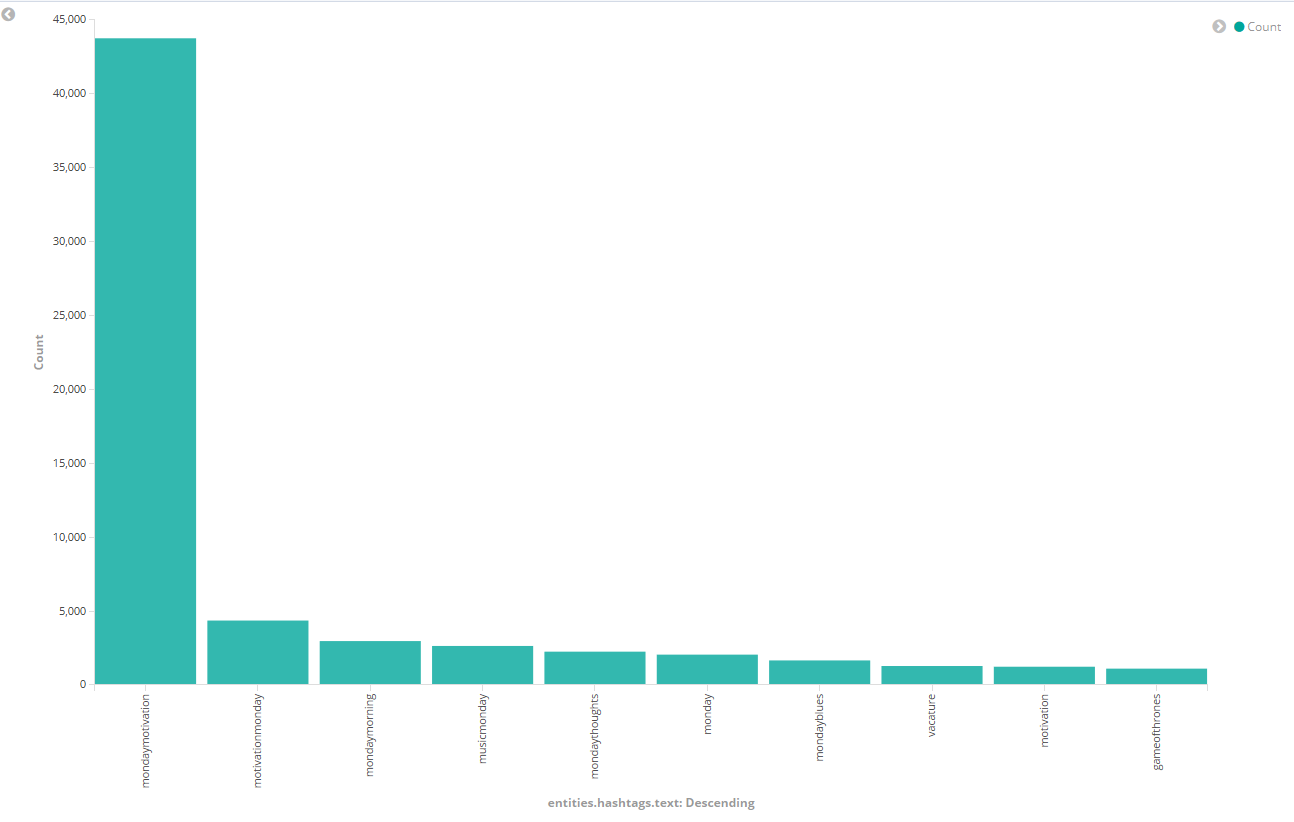 45,000
40,000
35,000
30,000
25,000
20,000
15,000
10,000
5,000
0
Count
Count
mondaymotivation
motivationmonday
mondaymorning
musicmonday
mondaythoughts
monday
mondayblues
vacature
motivation
gameofthrones
entities.hashtags.text: Descending